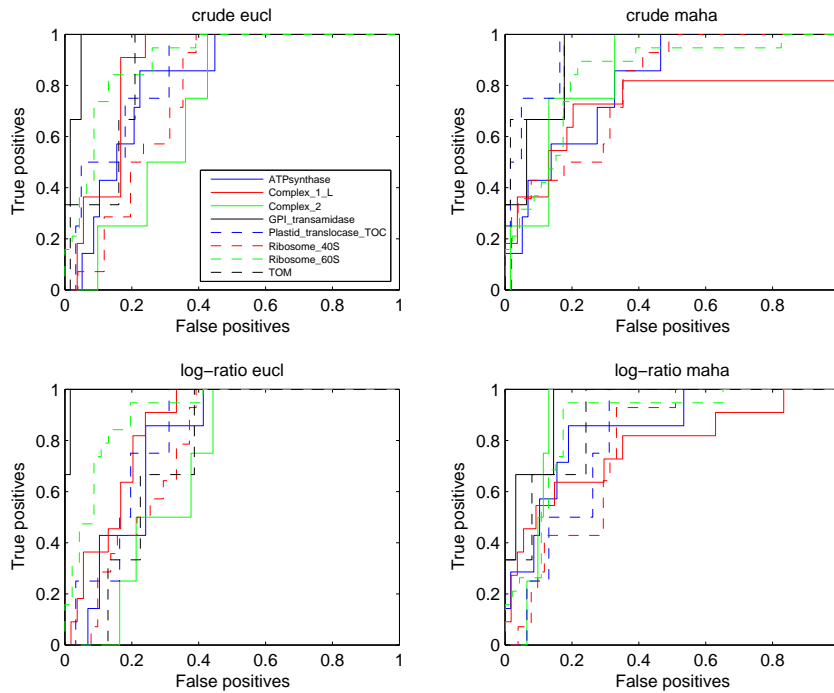 crude eucl
1
0.8
0.6
0.4
0.2
0
True positives
0 0.2 0.4 0.6 0.8 1
False positives
ATPsynthase
Complex_1_L
Complex_2
GPI_transamidase
Plastid_translocase_TOC
Ribosome_40S
Ribosome_60S
TOM
crude maha
1
0.8
0.6
0.4
0.2
0
True positives
0 0.2 0.4 0.6 0.8
False positives
log-ratio eucl
1
0.8
0.6
0.4
0.2
0
True positives
0 0.2 0.4 0.6 0.8 1
False positives
log-ratio maha
1
0.8
0.6
0.4
0.2
0
True positives
0 0.2 0.4 0.6 0.8
False positives